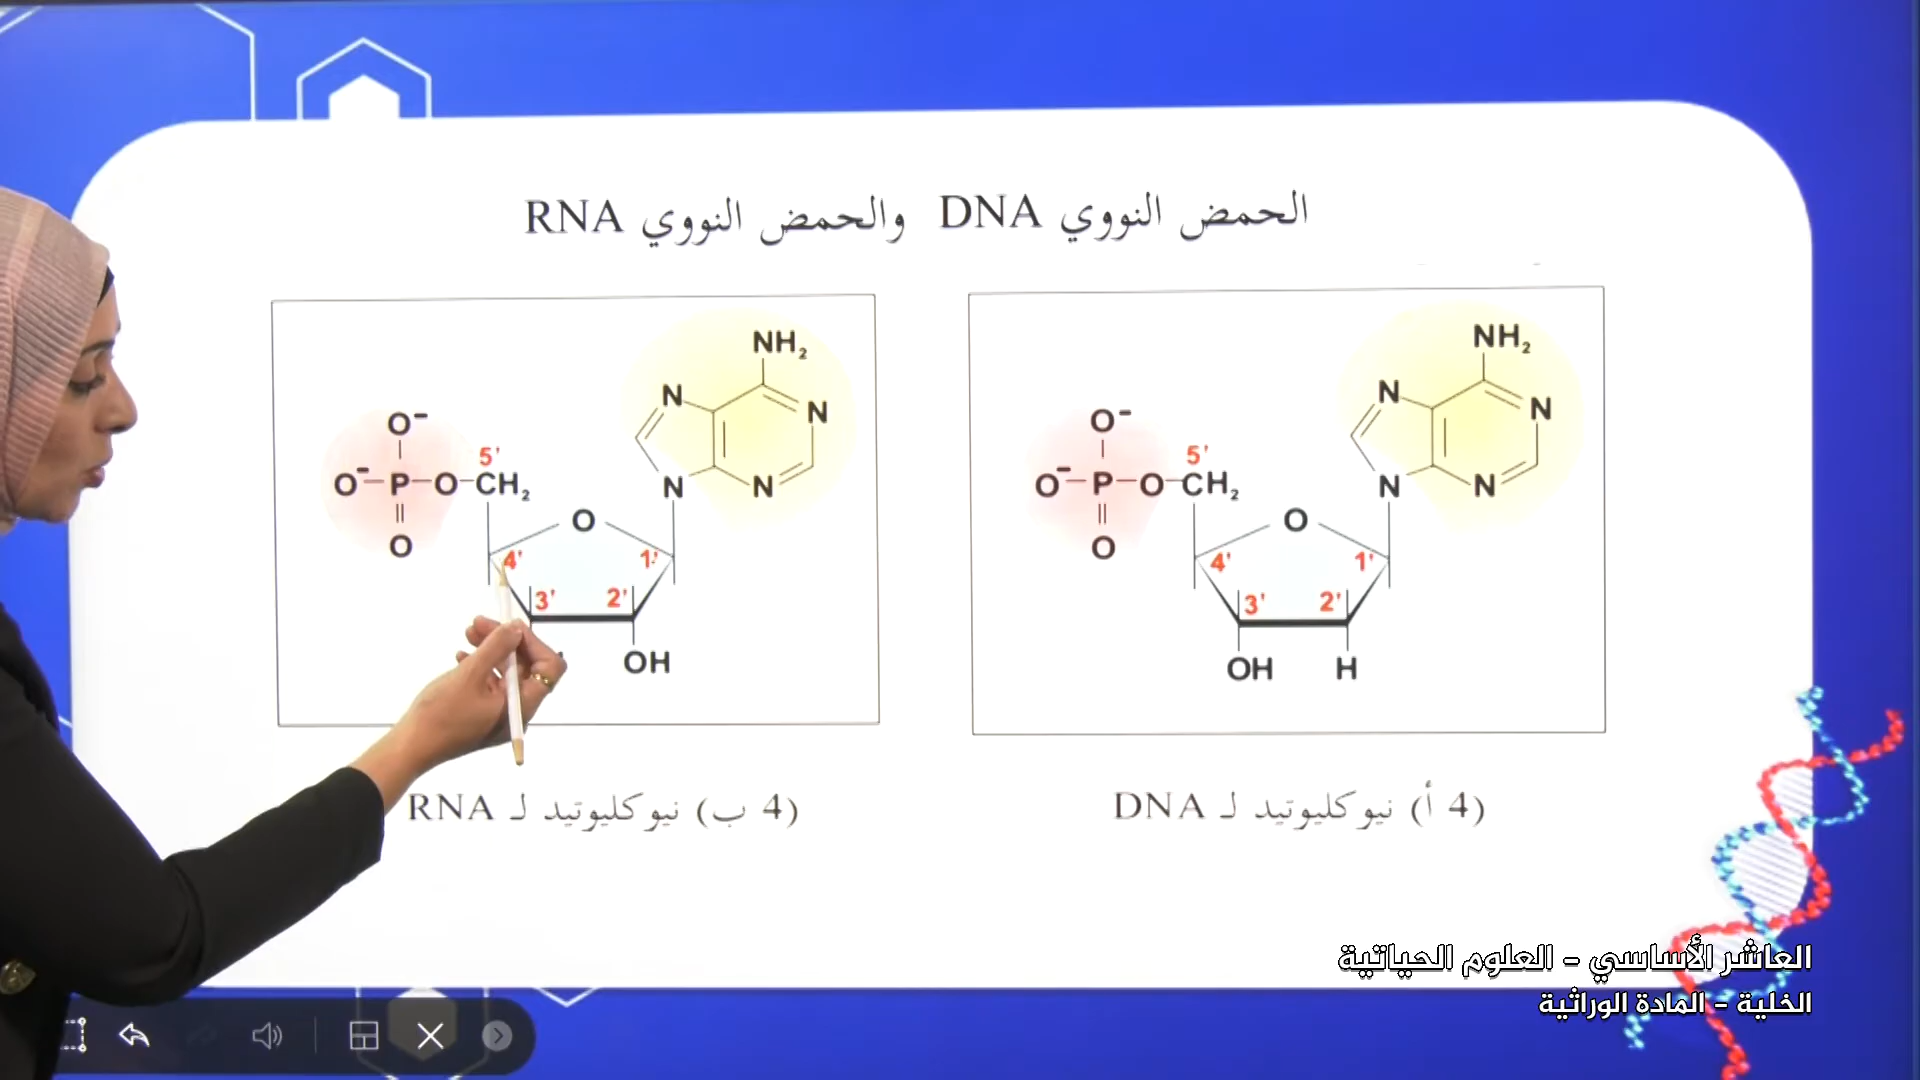 الحمض النووي DNA والحمض النووي RNA
NH₂
N
N
N
N
O⁻
O⁻
P
O
O
5'
CH₂
O
4'
1'
3'
2'
OH
H
(4 أ) نيوكليوتيد لـ DNA
NH₂
N
N
N
N
O⁻
O⁻
P
O
O
5'
CH₂
O
4'
1'
3'
2'
OH
(4 ب) نيوكليوتيد لـ RNA
العاشر الأساسي - العلوم الحياتية
الخلية - المادة الوراثية